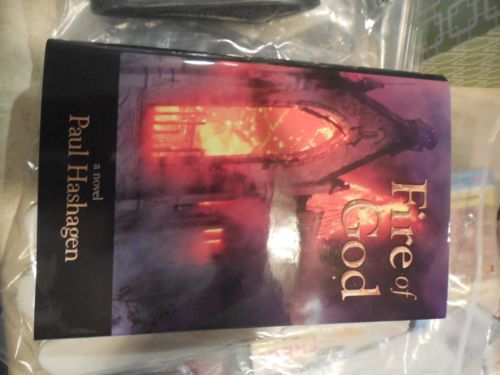 Fire of
God
a novel
Paul Hashagen